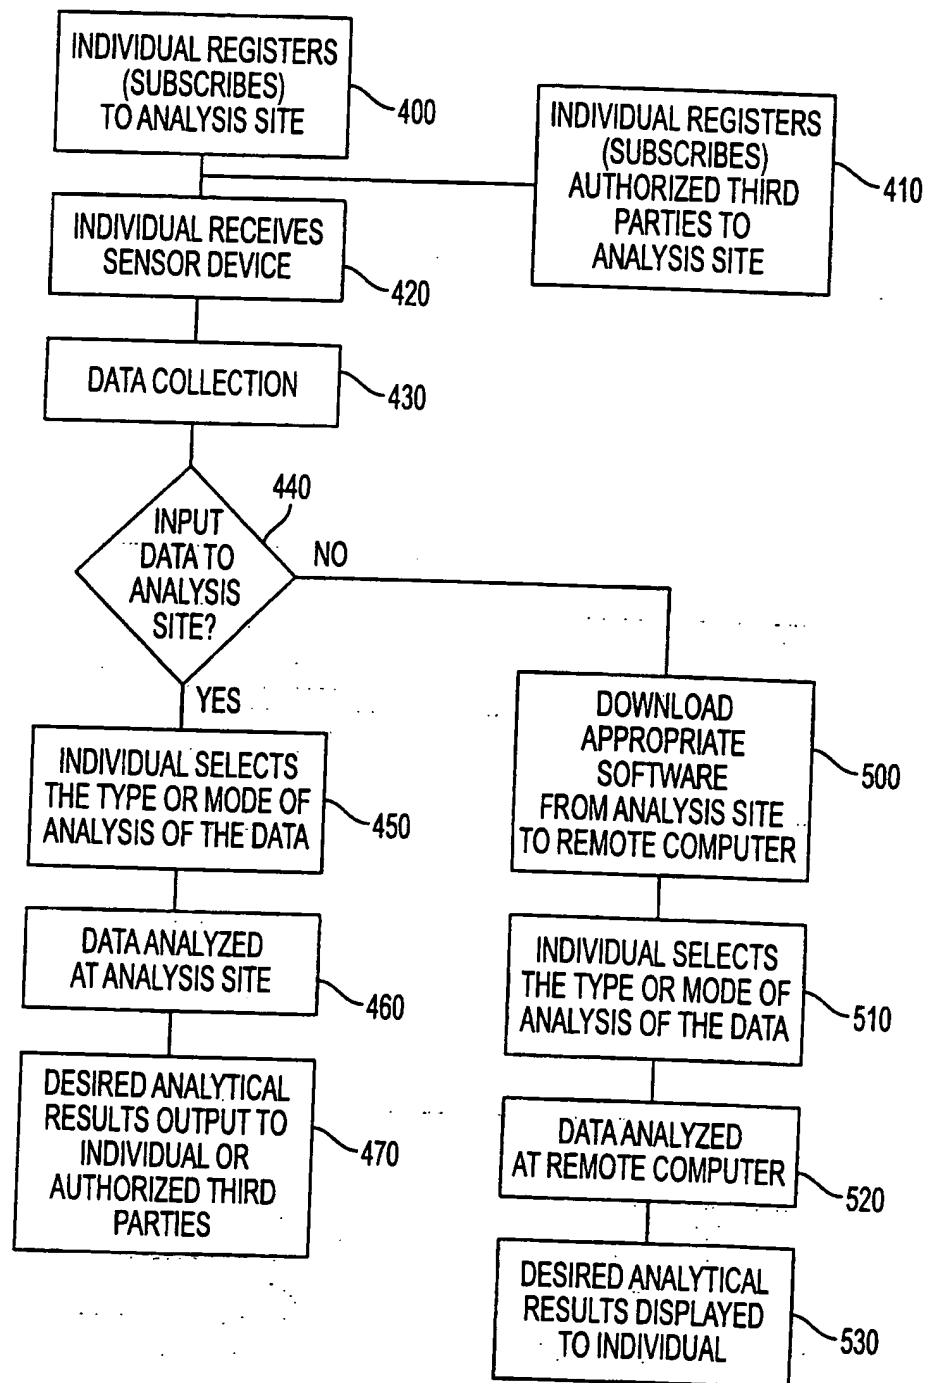 INDIVIDUAL REGISTERS
(SUBSCRIBES)
TO ANALYSIS SITE
400
INDIVIDUAL REGISTERS
(SUBSCRIBES)
AUTHORIZED THIRD
PARTIES TO
ANALYSIS SITE
410
INDIVIDUAL RECEIVES
SENSOR DEVICE
420
DATA COLLECTION
430
440
INPUT
DATA TO
ANALYSIS
SITE?
NO
YES
INDIVIDUAL SELECTS
THE TYPE OR MODE OF
ANALYSIS OF THE DATA
450
DATA ANALYZED
AT ANALYSIS SITE
460
DESIRED ANALYTICAL
RESULTS OUTPUT TO
INDIVIDUAL OR
AUTHORIZED THIRD
PARTIES
470
DOWNLOAD
APPROPRIATE
SOFTWARE
FROM ANALYSIS SITE
TO REMOTE COMPUTER
500
INDIVIDUAL SELECTS
THE TYPE OR MODE OF
ANALYSIS OF THE DATA
510
DATA ANALYZED
AT REMOTE COMPUTER
520
DESIRED ANALYTICAL
RESULTS DISPLAYED
TO INDIVIDUAL
530